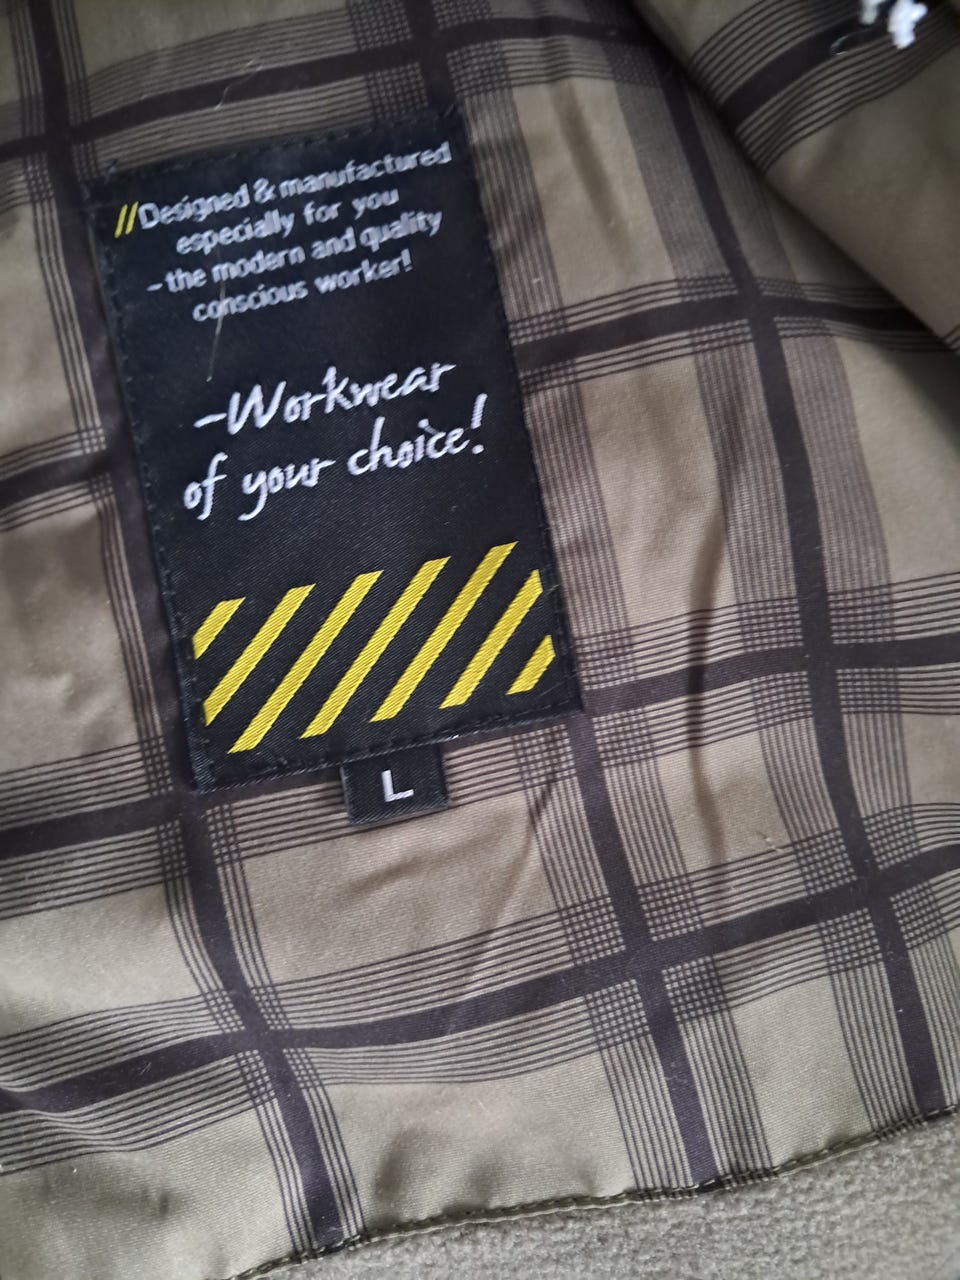 //Designed & manufactured
especially for you
-the modern and quality
conscious worker!
-Workwear
of your choice!
L